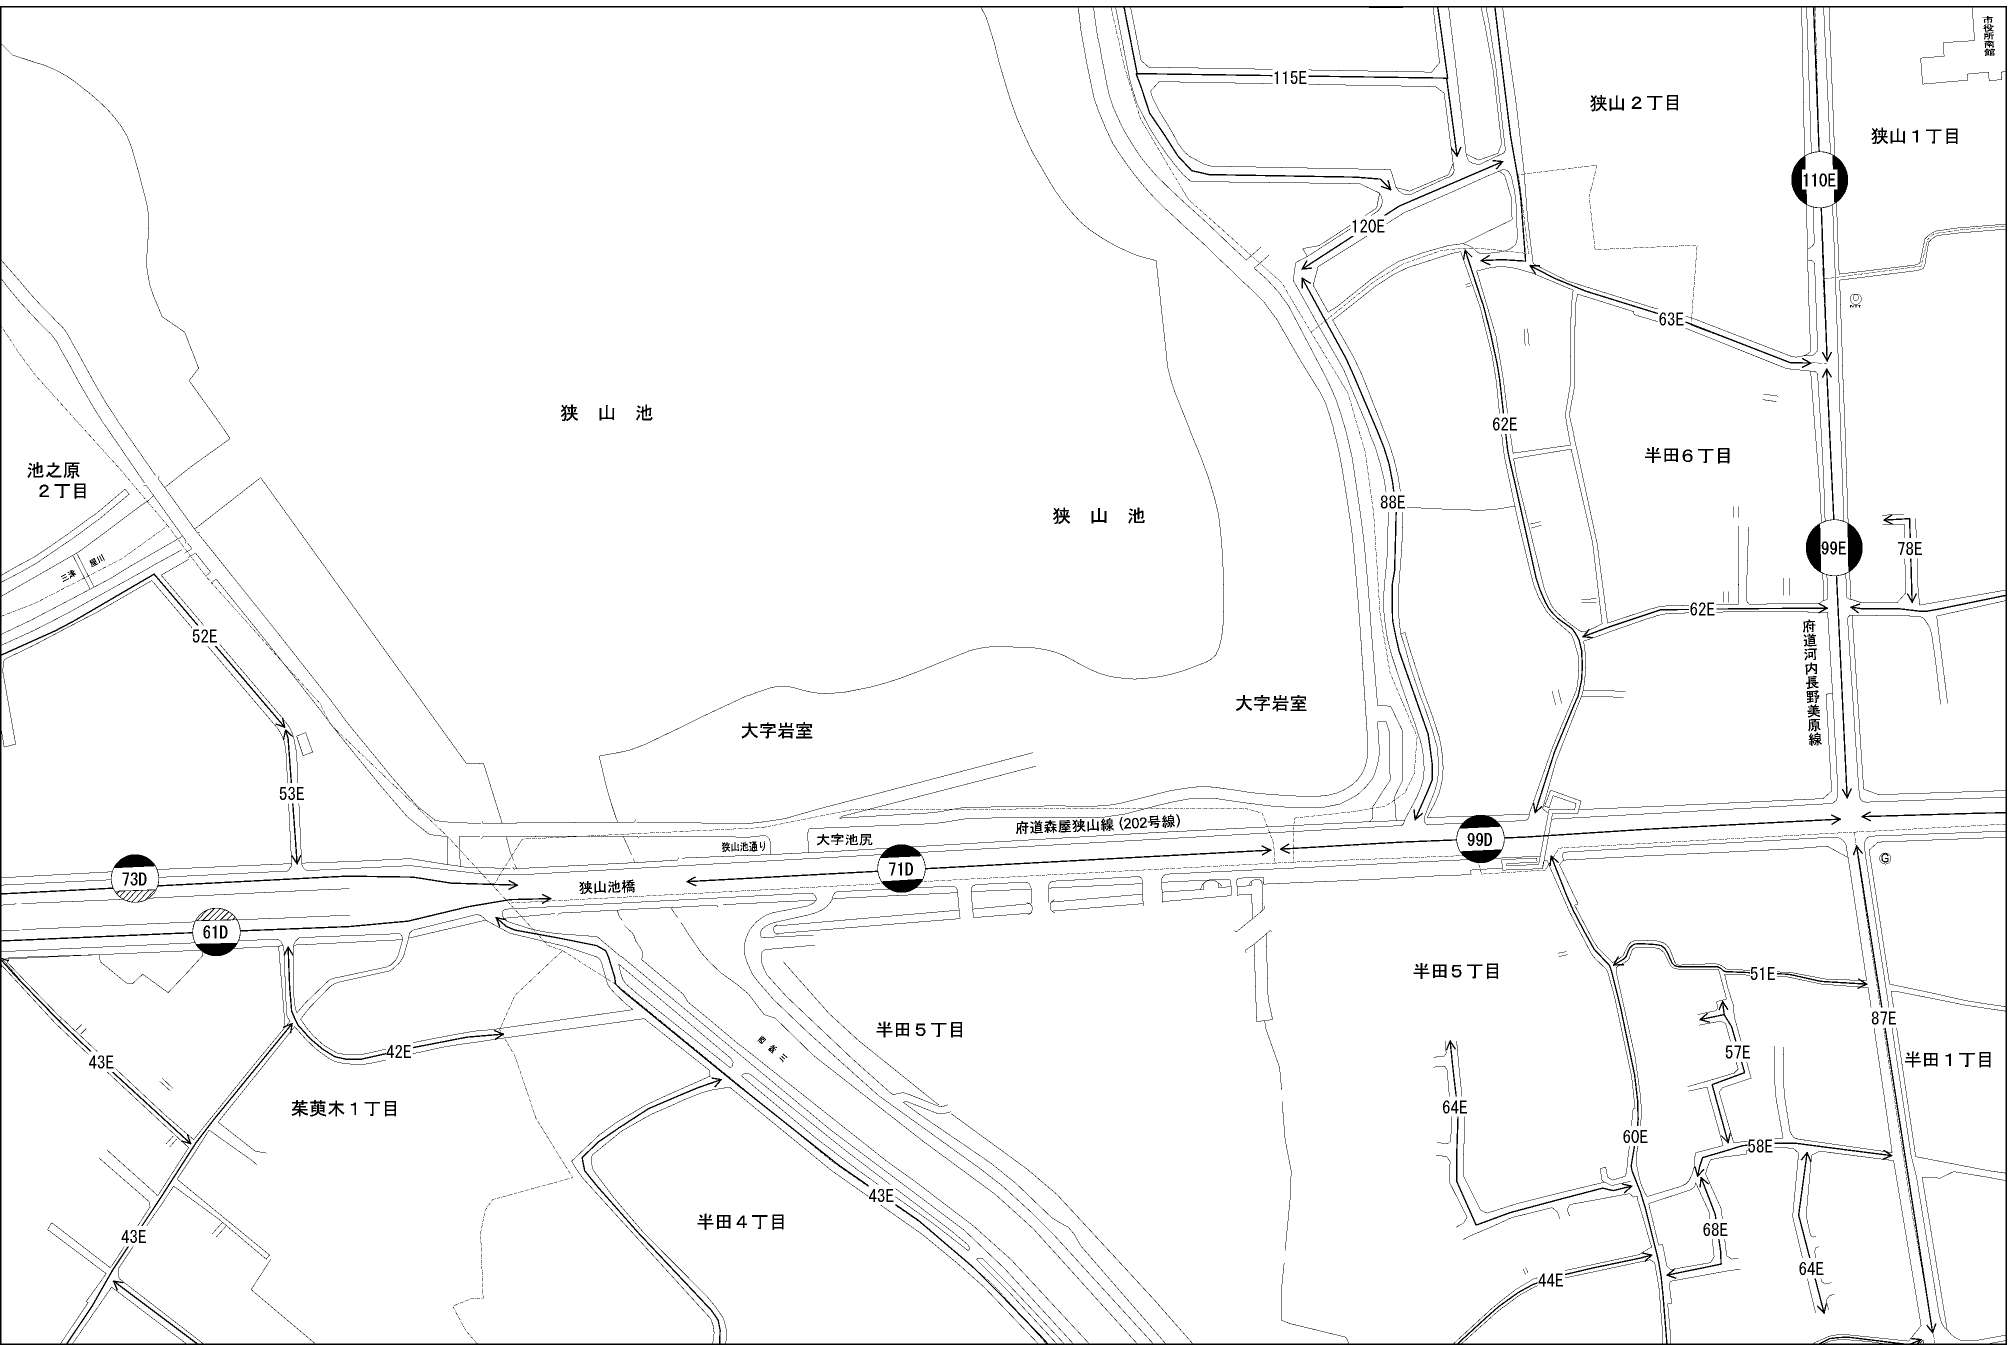 市役所南館
115E
狭山２丁目
狭山１丁目
110E
120E
NTT
63E
狭 山 池
62E
半田６丁目
池之原
２丁目
88E
狭 山 池
99E
78E
三津
屋川
62E
52E
府道河内長野美原線
大字岩室
大字岩室
53E
府道森屋狭山線(202号線)
大字池尻
狭山池通り
99D
71D
73D
狭山池橋
G
61D
半田５丁目
51E
87E
半田５丁目
42E
43E
57E
半田１丁目
茱萸木１丁目
64E
60E
58E
43E
半田４丁目
68E
43E
64E
44E